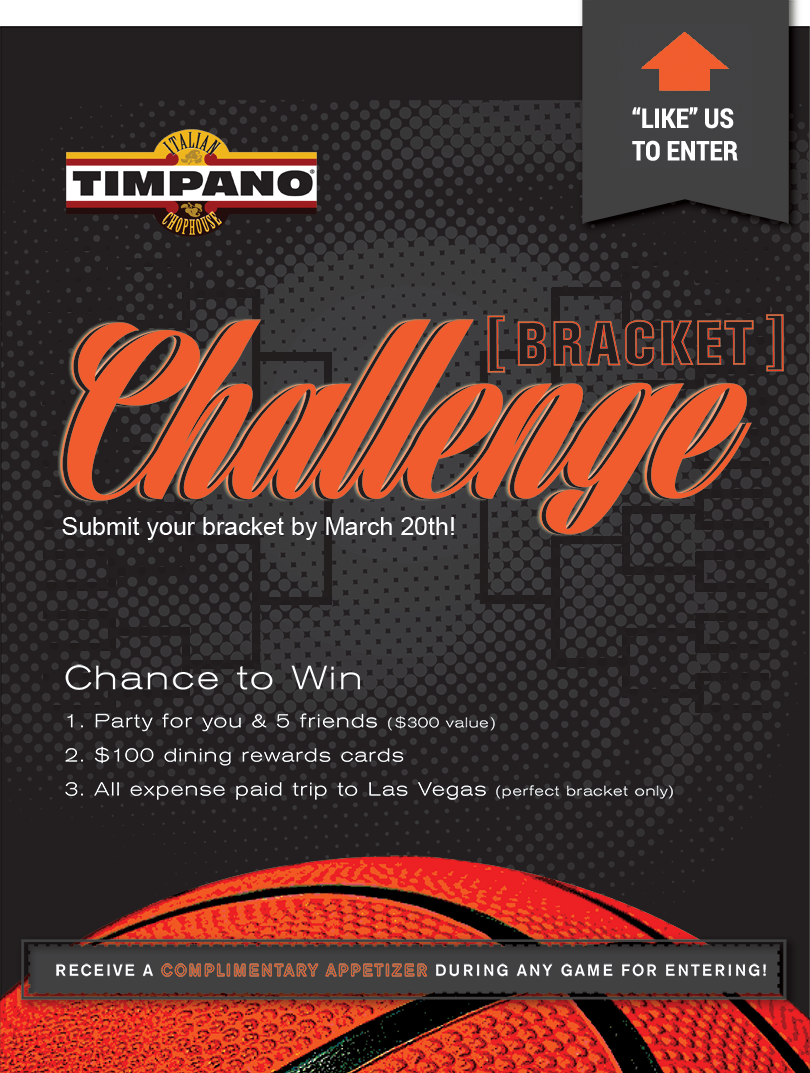 “LIKE” US
TO ENTER
ITALIAN
TIMPANO®
CHOPHOUSE
[BRACKET]
Challenge
Submit your bracket by March 20th!
Chance to Win
1. Party for you & 5 friends ($300 value)
2. $100 dining rewards cards
3. All expense paid trip to Las Vegas (perfect bracket only)
RECEIVE A COMPLIMENTARY APPETIZER DURING ANY GAME FOR ENTERING!